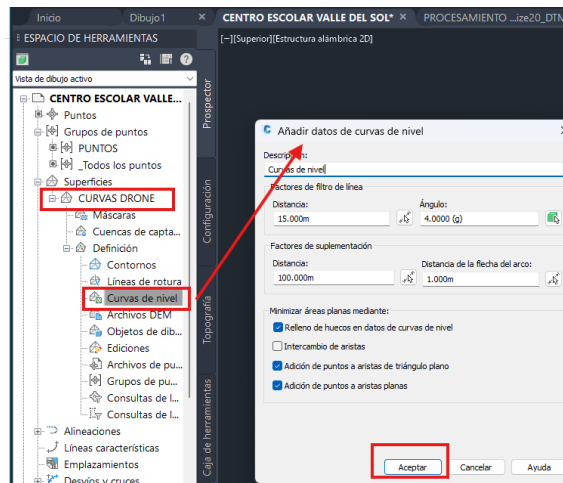 Inicio
Dibujo1
CENTRO ESCOLAR VALLE DEL SOL*
PROCESAMIENTO ...ize20_DTM
ESPACIO DE HERRAMIENTAS
[−][Superior][Estructura alámbrica 2D]
Vista de dibujo activo
CENTRO ESCOLAR VALLE...
Puntos
Grupos de puntos
PUNTOS
_Todos los puntos
Superficies
CURVAS DRONE
Máscaras
Cuencas de capta...
Definición
Contornos
Líneas de rotura
Curvas de nivel
Archivos DEM
Objetos de dib...
Ediciones
Archivos de pu...
Grupos de pu...
Consultas de l...
Consultas de l...
Alineaciones
Líneas características
Emplazamientos
Desvíos y cruces
Prospector
Configuración
Topografía
Caja de herramientas
Añadir datos de curvas de nivel
Descripción:
Curvas de nivel
Factores de filtro de línea
Distancia:
Ángulo:
15.000m
4.0000 (g)
Factores de suplementación
Distancia:
Distancia de la flecha del arco:
100.000m
1.000m
Minimizar áreas planas mediante:
Relleno de huecos en datos de curvas de nivel
Intercambio de aristas
Adición de puntos a aristas de triángulo plano
Adición de puntos a aristas planas
Aceptar
Cancelar
Ayuda